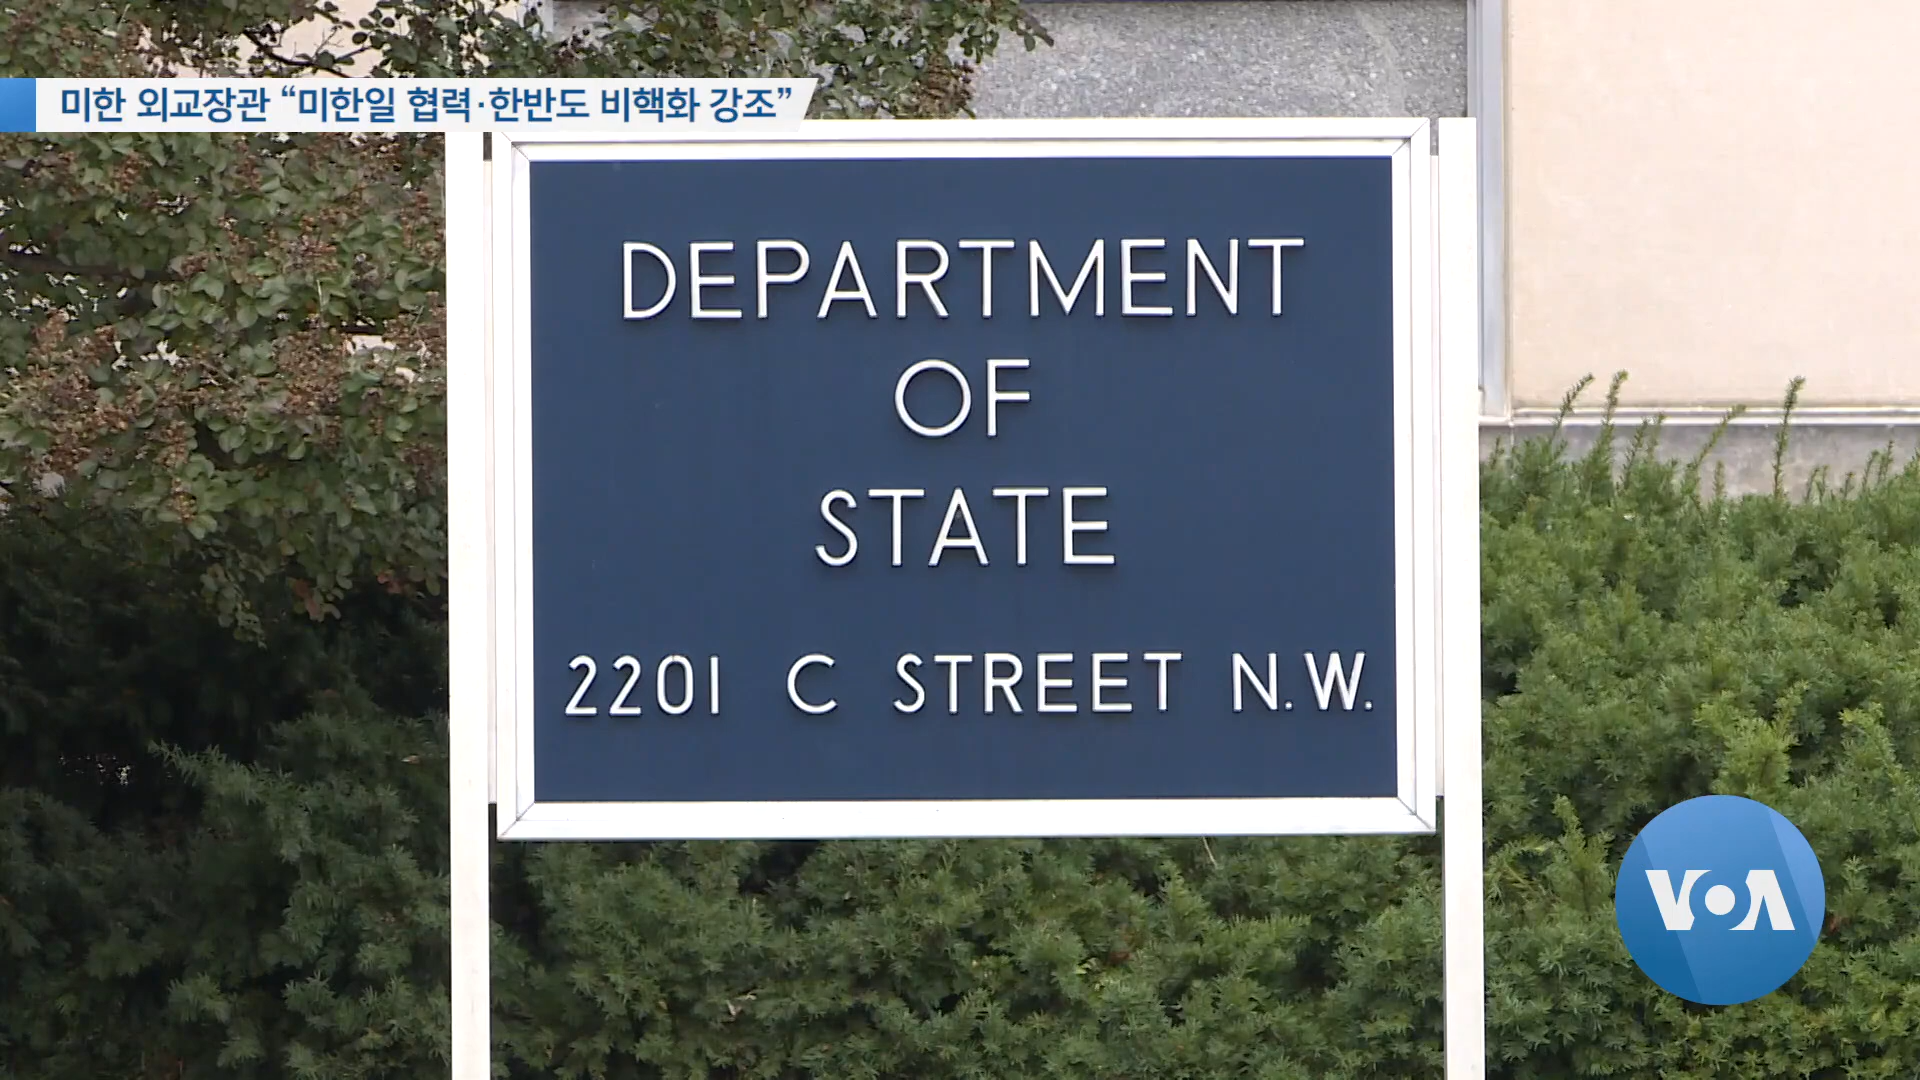 미한 외교장관 “미한일 협력·한반도 비핵화 강조”
DEPARTMENT
OF
STATE
2201 C STREET N.W.
VOA